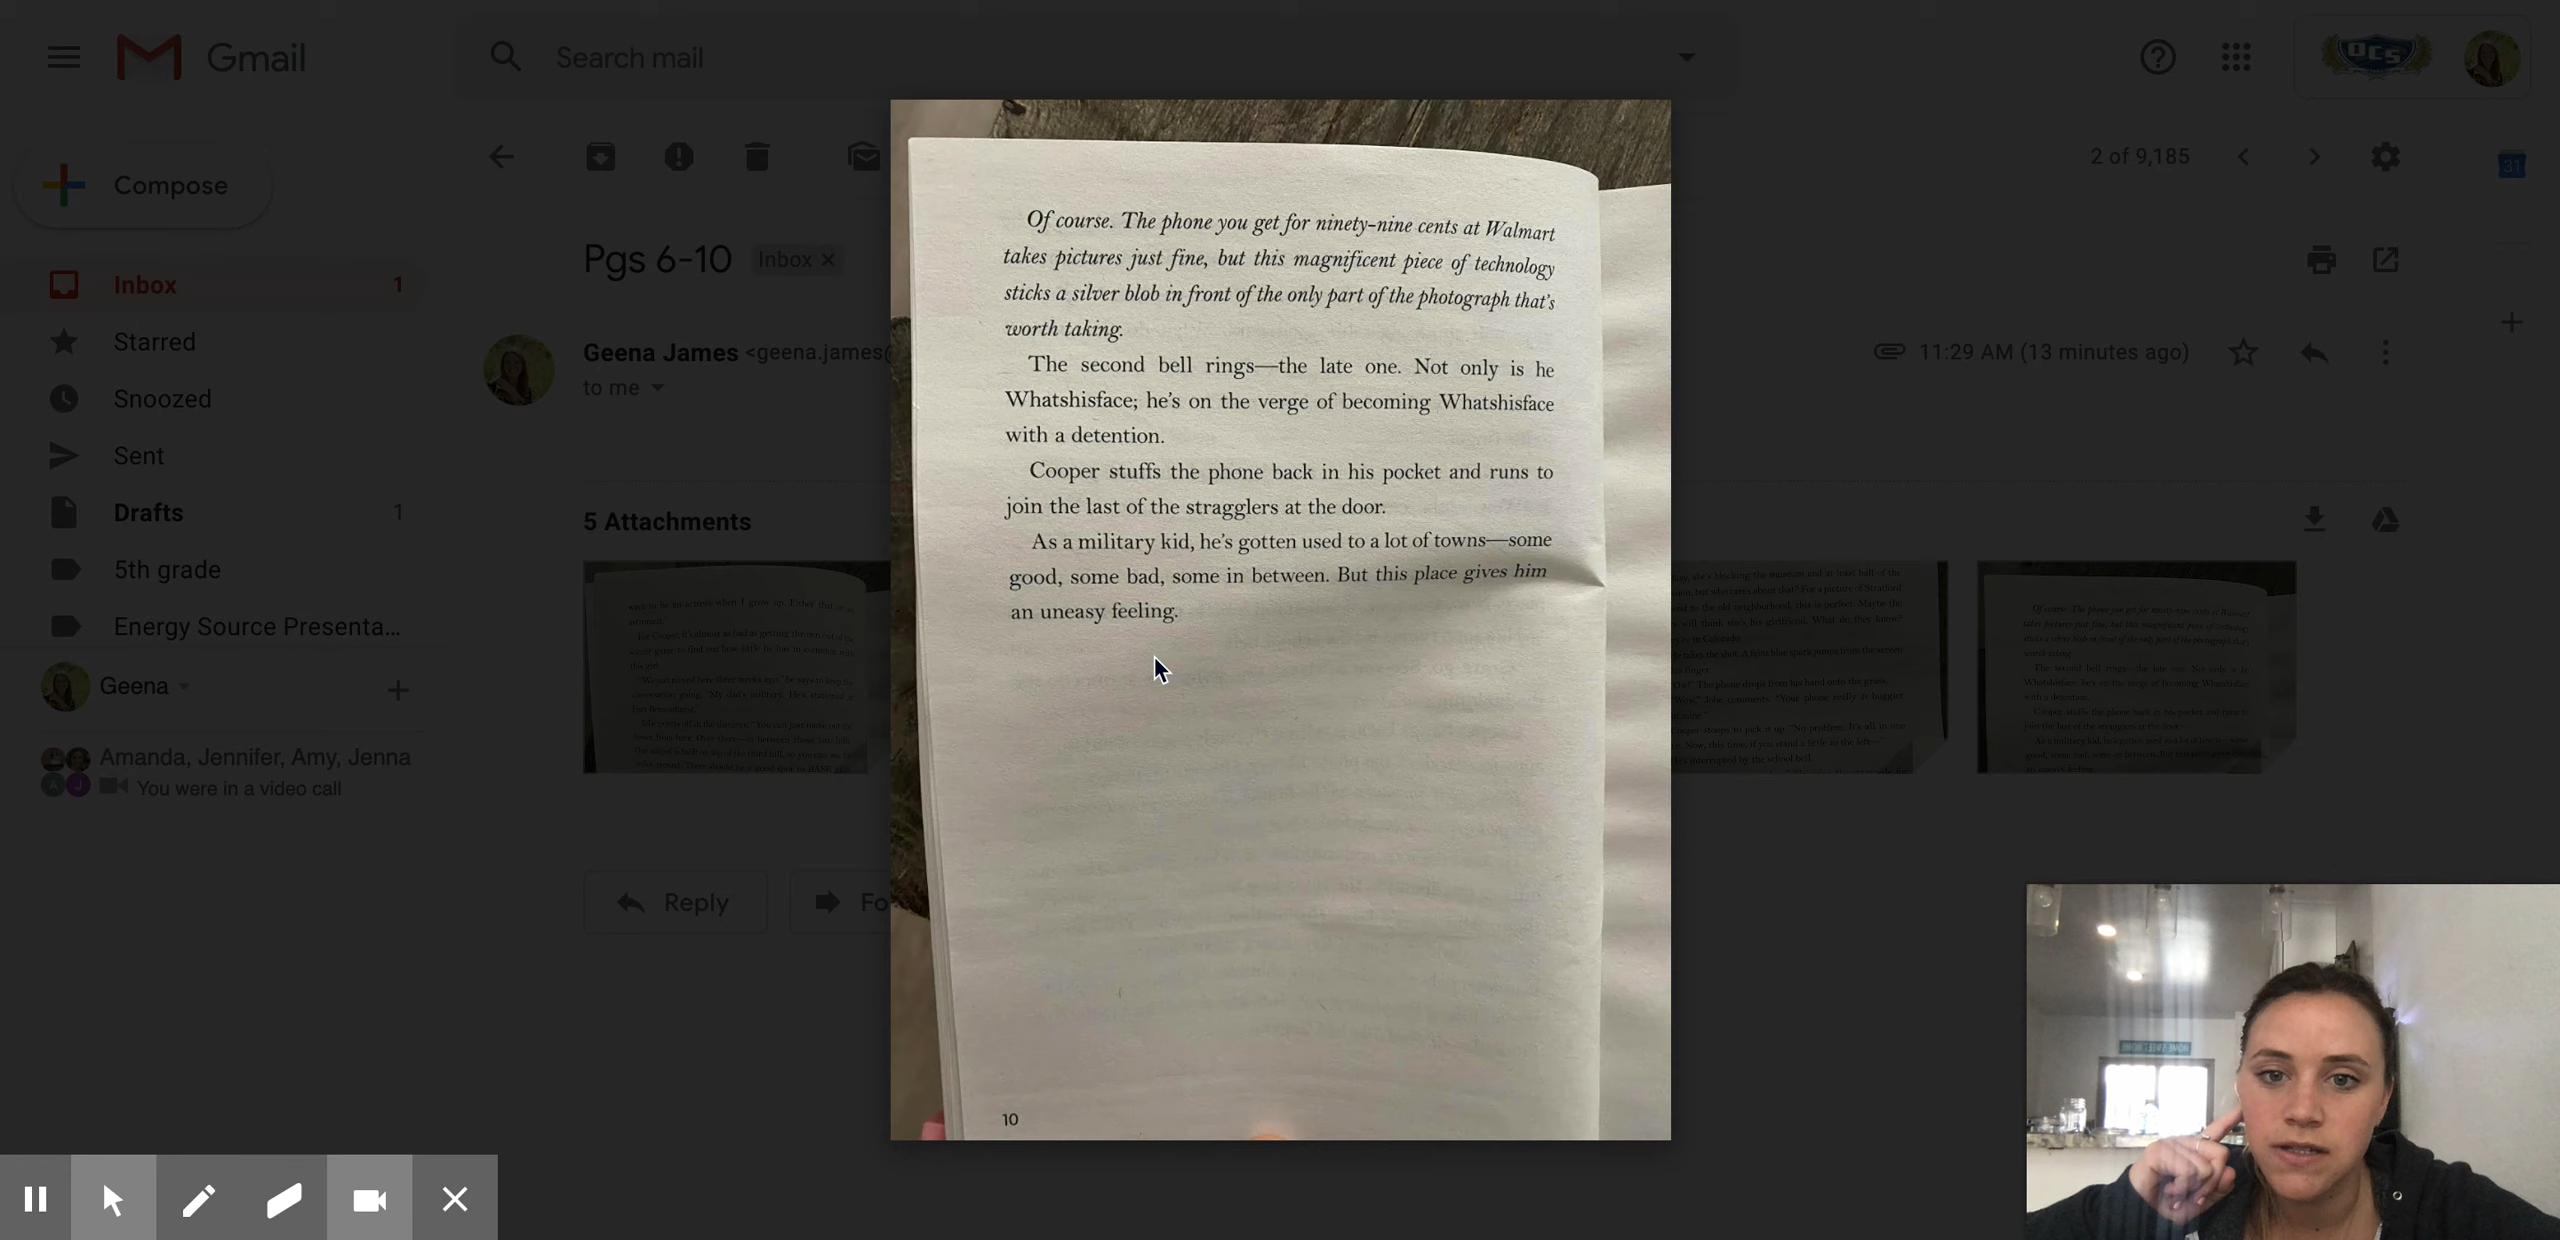 Gmail
Search mail
OCS
Compose
2 of 9,185
31
Pgs 6-10
Inbox ×
Inbox 1
Starred
Snoozed
Sent
Drafts 1
5th grade
Energy Source Presenta...
Geena
Amanda, Jennifer, Amy, Jenna
You were in a video call
Geena James <geena.james@
to me
11:29 AM (13 minutes ago)
5 Attachments
Reply
Fo
Of course. The phone you get for ninety-nine cents at Walmart
takes pictures just fine, but this magnificent piece of technology
sticks a silver blob in front of the only part of the photograph that's
worth taking.
The second bell rings—the late one. Not only is he
Whatshisface; he's on the verge of becoming Whatshisface
with a detention.
Cooper stuffs the phone back in his pocket and runs to
join the last of the stragglers at the door.
As a military kid, he's gotten used to a lot of towns—some
good, some bad, some in between. But this place gives him
an uneasy feeling.
10